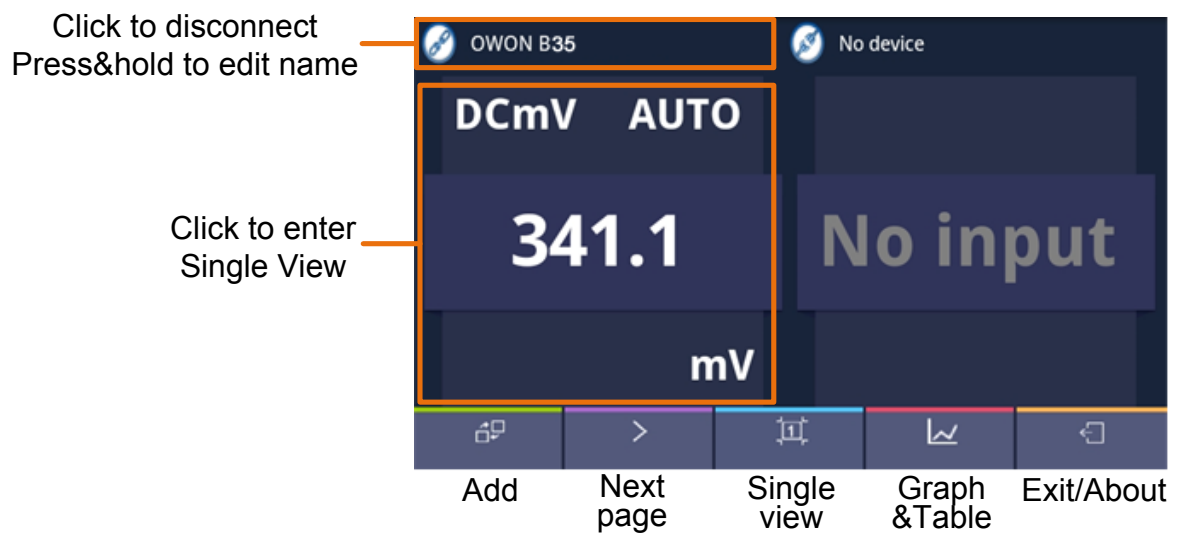 Click to disconnect
Press&hold to edit name
OWON B35
No device
DCmV AUTO
341.1
mV
No input
Click to enter
Single View
1
Add
Next
page
Single
view
Graph
&Table
Exit/About